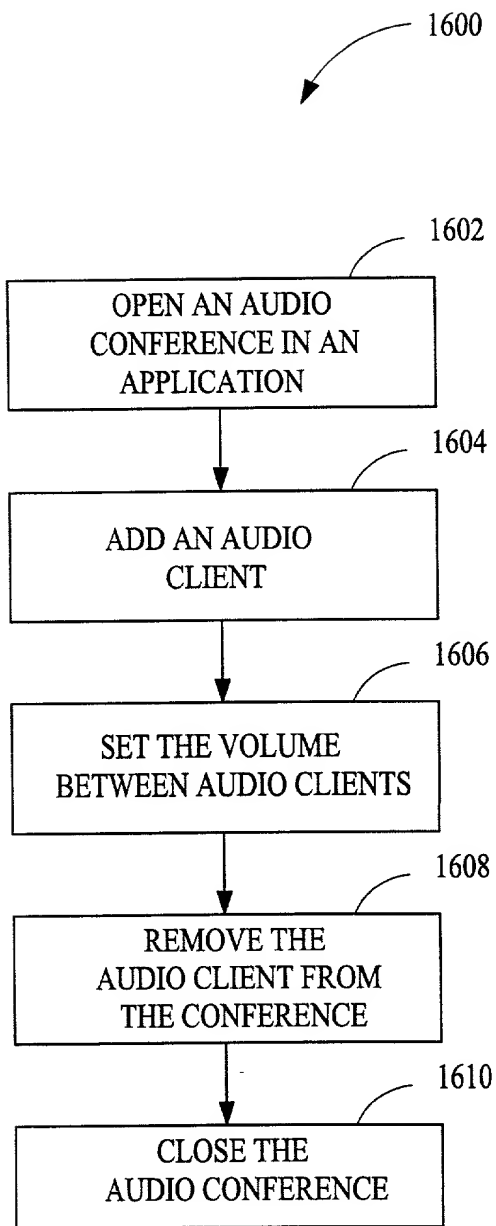 1600
1602
OPEN AN AUDIO
CONFERENCE IN AN
APPLICATION
1604
ADD AN AUDIO
CLIENT
1606
SET THE VOLUME
BETWEEN AUDIO CLIENTS
1608
REMOVE THE
AUDIO CLIENT FROM
THE CONFERENCE
1610
CLOSE THE
AUDIO CONFERENCE